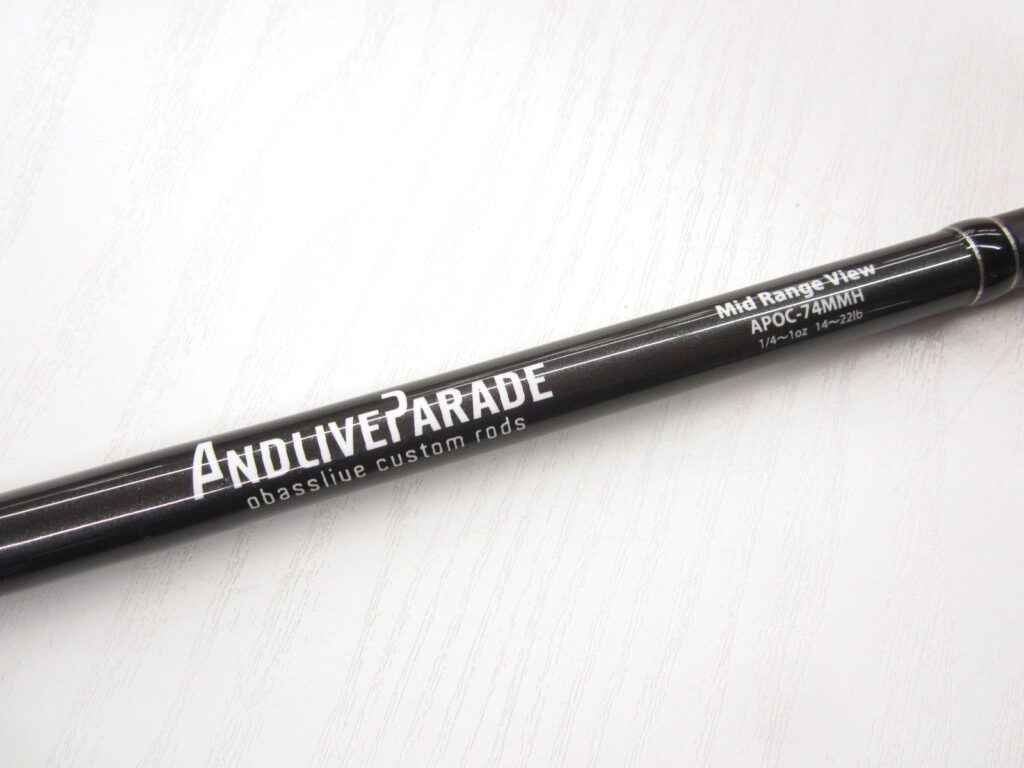 ANDLIVEPARADE
obasslive custom rods
Mid Range View
APOC-74MMH
1/4～1oz 14～22lb